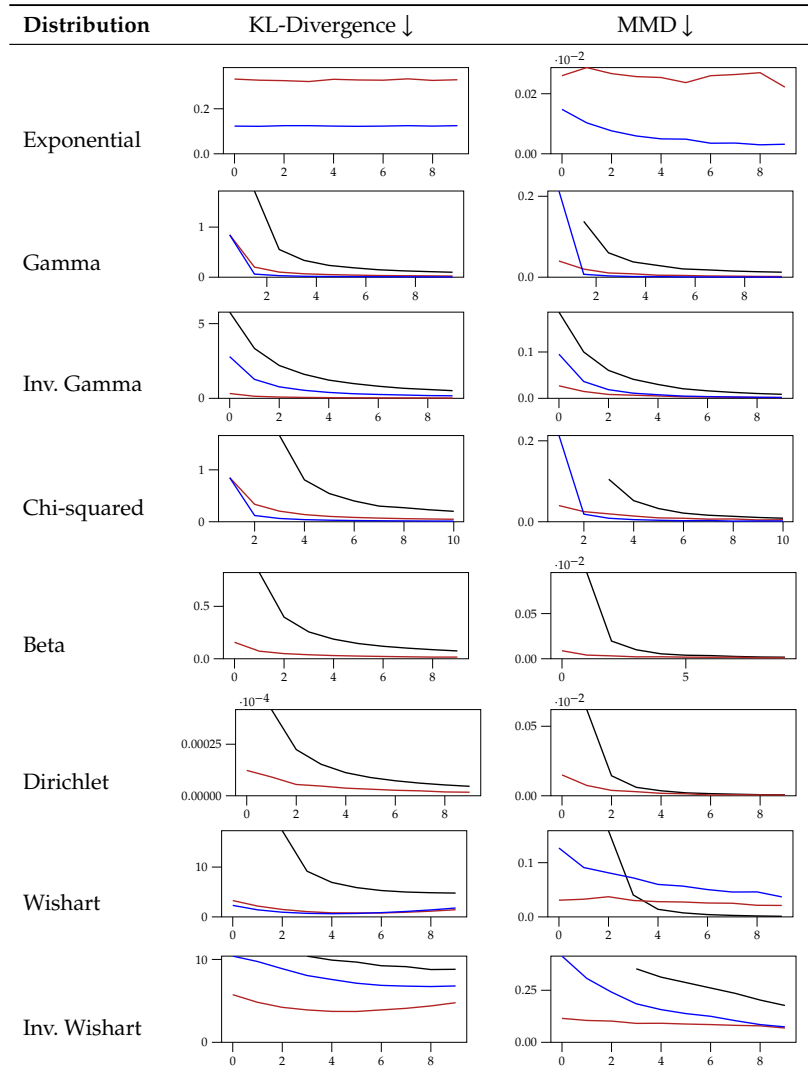 Distribution KL-Divergence ↓ MMD ↓
Exponential
0.2
0.0
0 2 4 6 8
·10⁻²
0.02
0.00
0 2 4 6 8
Gamma
1
0
2 4 6 8
0.2
0.0
2 4 6 8
Inv. Gamma
5
0
0 2 4 6 8
0.1
0.0
0 2 4 6 8
Chi-squared
1
0
2 4 6 8 10
0.2
0.0
2 4 6 8 10
Beta
0.5
0.0
0 2 4 6 8
·10⁻²
0.05
0.00
0 5
Dirichlet
·10⁻⁴
0.00025
0.00000
0 2 4 6 8
·10⁻²
0.05
0.00
0 2 4 6 8
Wishart
10
0
0 2 4 6 8
0.1
0.0
0 2 4 6 8
Inv. Wishart
10
0
0 2 4 6 8
0.25
0.00
0 2 4 6 8